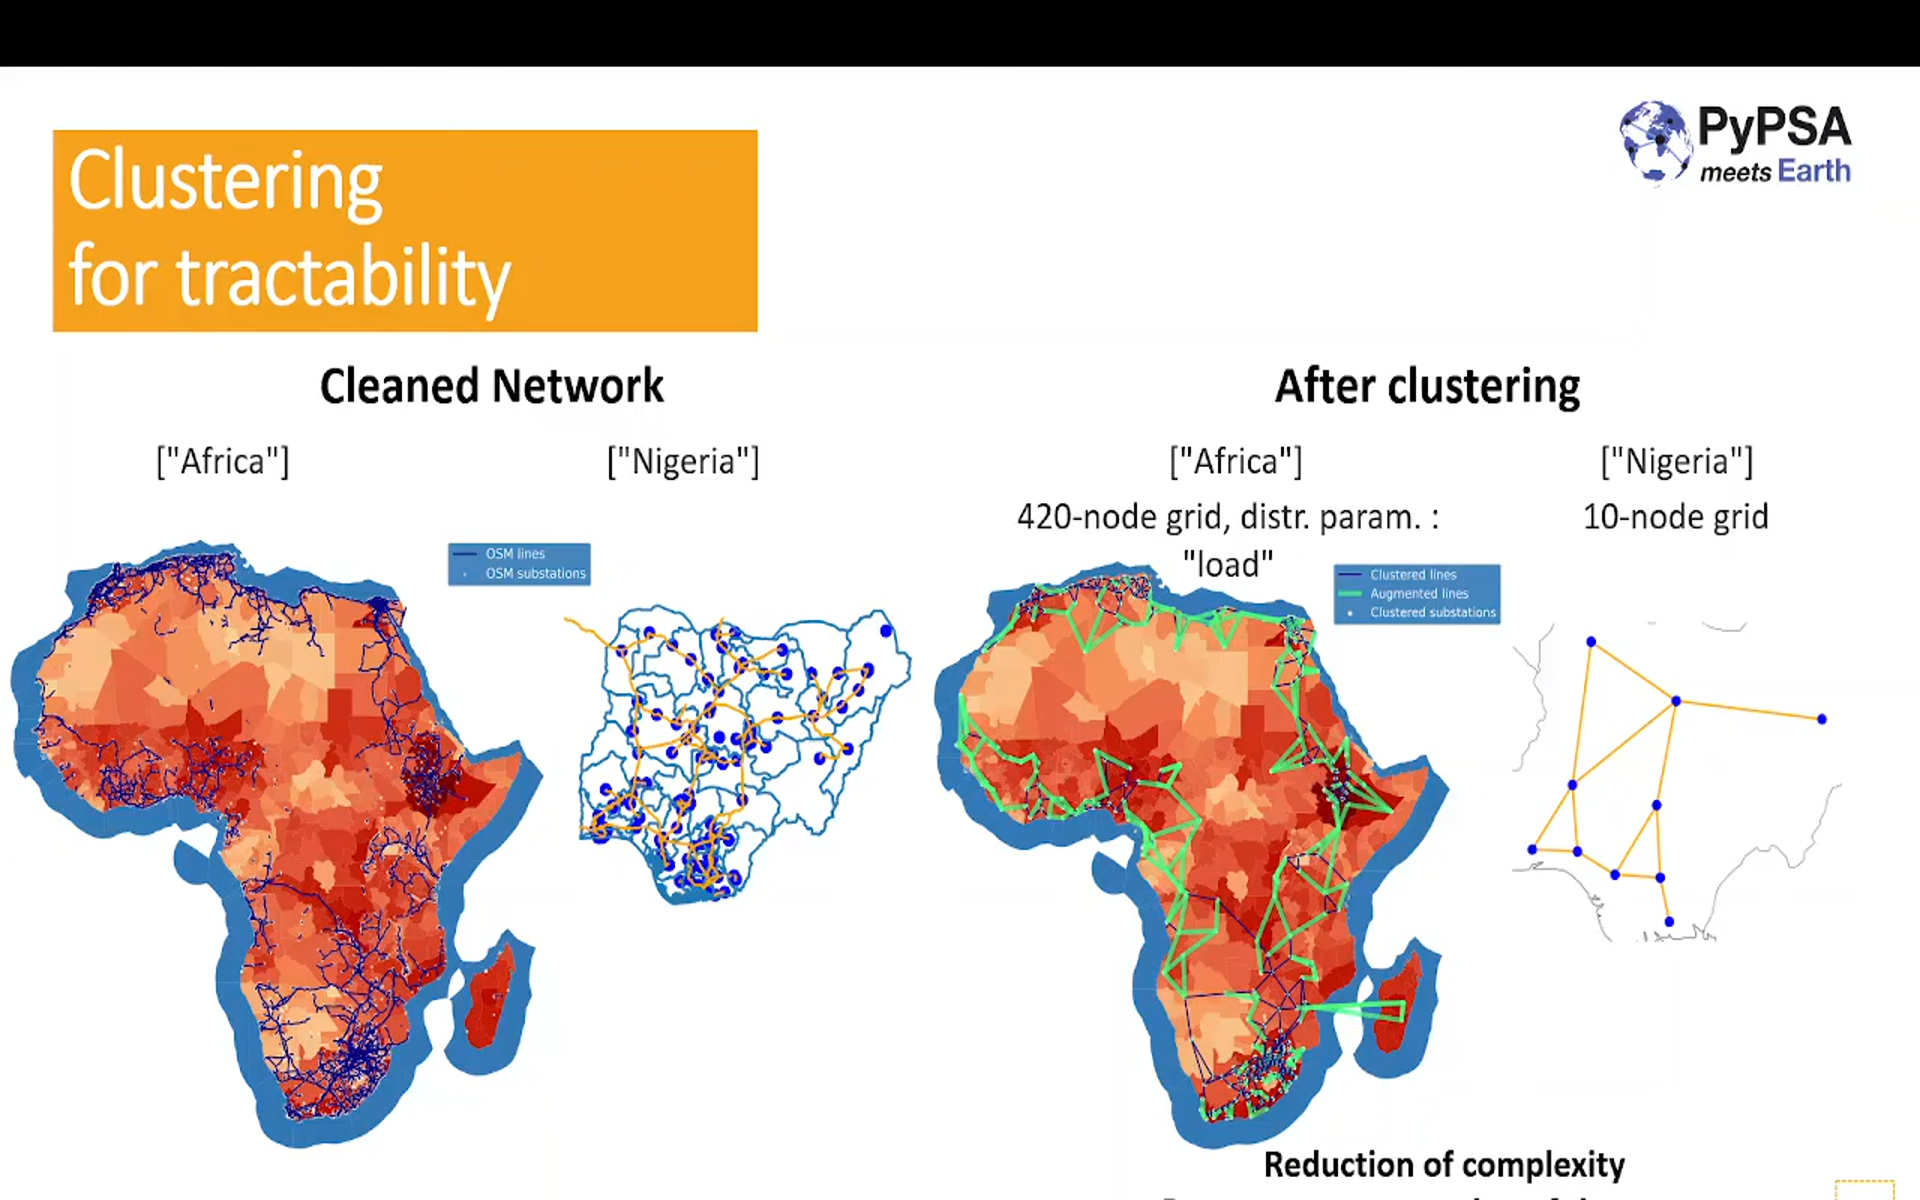 PyPSA
meets Earth
Clustering
for tractability
Cleaned Network
After clustering
["Africa"]
["Nigeria"]
["Africa"]
["Nigeria"]
420-node grid, distr. param. :
"load"
10-node grid
OSM lines
OSM substations
Clustered lines
Augmented lines
Clustered substations
Reduction of complexity